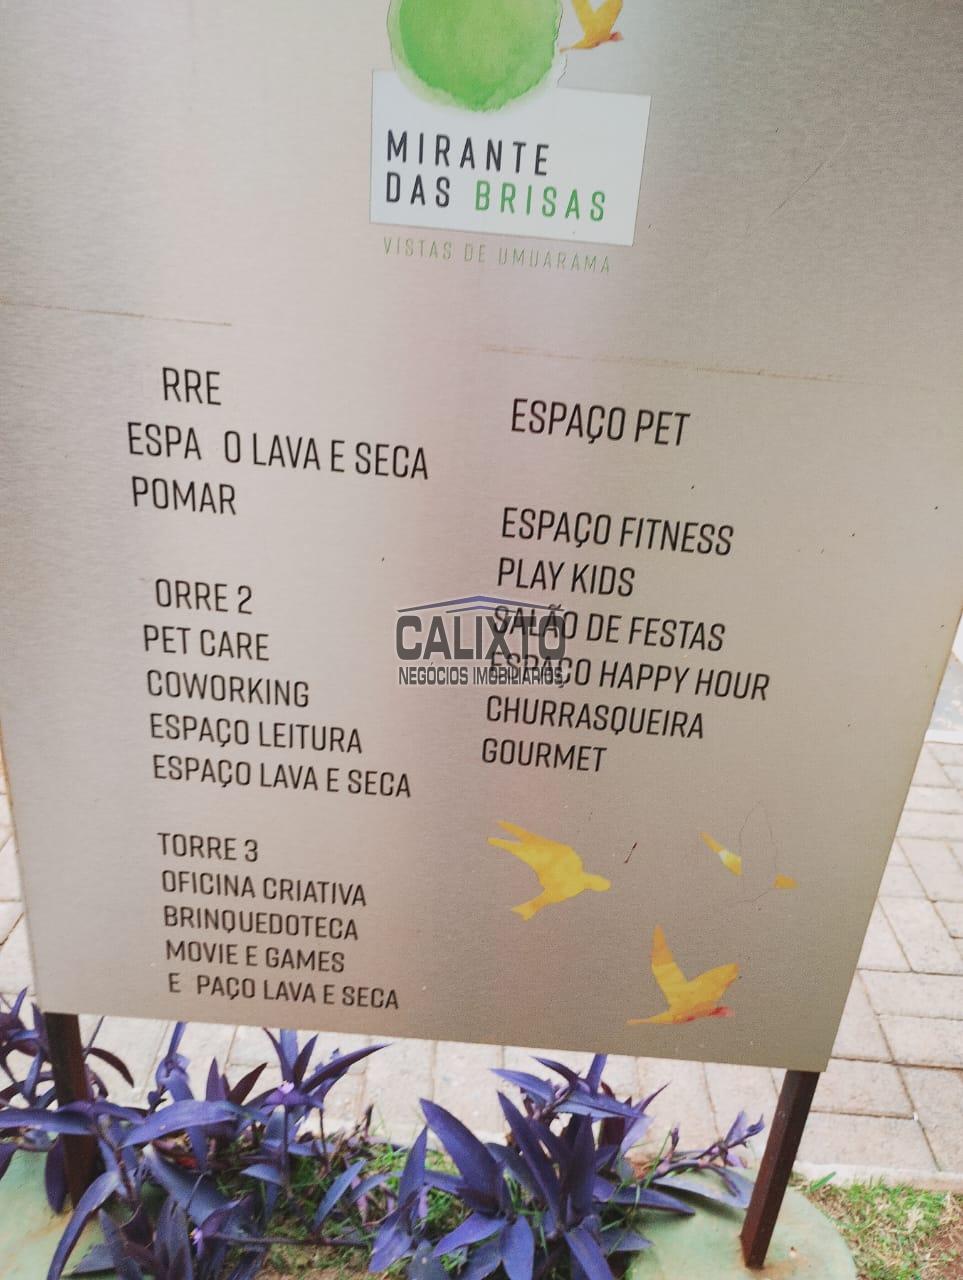 MIRANTE
DAS BRISAS
VISTAS DE UMUARAMA
RRE
ESPA O LAVA E SECA
POMAR
ORRE 2
PET CARE
COWORKING
ESPAÇO LEITURA
ESPAÇO LAVA E SECA
TORRE 3
OFICINA CRIATIVA
BRINQUEDOTECA
MOVIE E GAMES
E PAÇO LAVA E SECA
ESPAÇO PET
ESPAÇO FITNESS
PLAY KIDS
SALÃO DE FESTAS
ESPAÇO HAPPY HOUR
CHURRASQUEIRA
GOURMET
CALIXTO
NEGÓCIOS IMOBILIÁRIOS